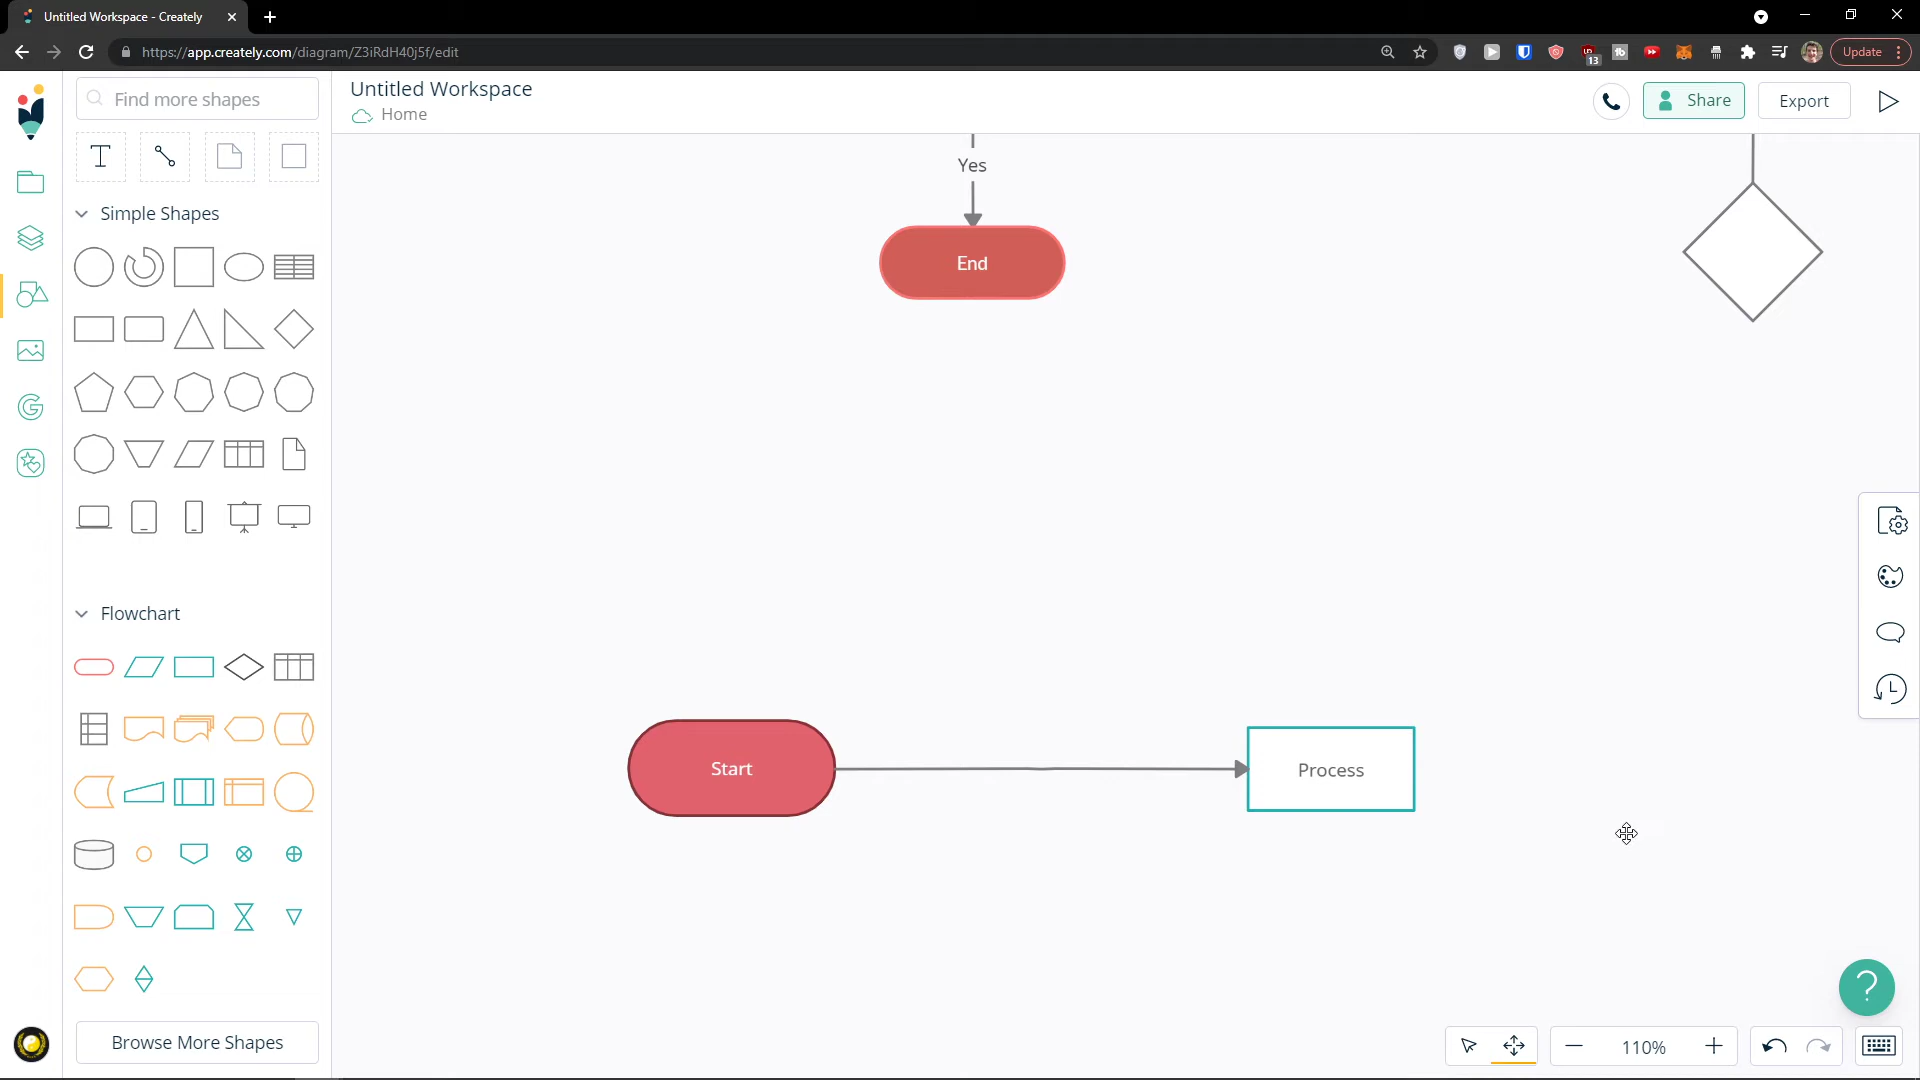 Untitled Workspace - Creately
https://app.creately.com/diagram/Z3iRdH40j5f/edit
13
Update
Find more shapes
Untitled Workspace
Home
Share
Export
T
Simple Shapes
Yes
End
Flowchart
Start
Process
Browse More Shapes
110%